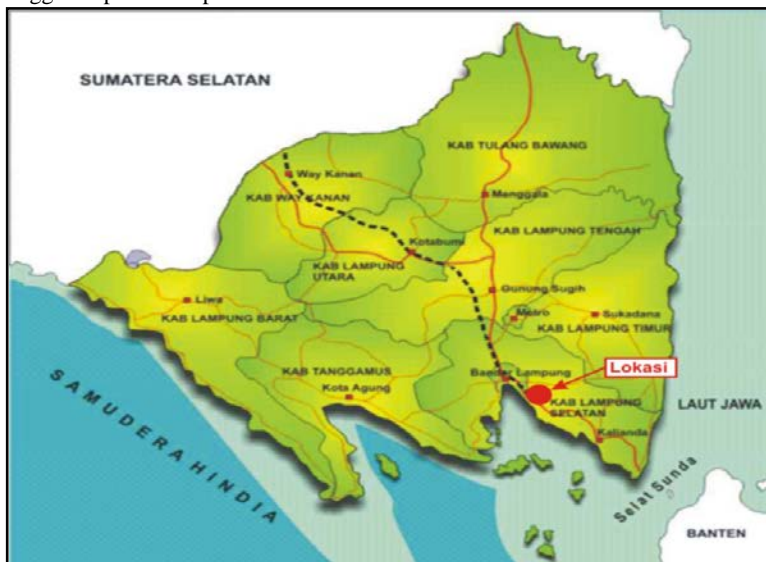 SUMATERA SELATAN
KAB TULANG BAWANG
Way Kanan
KAB WAY KANAN
Menggala
KAB LAMPUNG TENGAH
Kotabumi
KAB LAMPUNG
UTARA
Gunung Sugih
Liwa
KAB LAMPUNG BARAT
Metro
Sukadana
KAB LAMPUNG TIMUR
KAB TANGGAMUS
Kota Agung
Bandar Lampung
Lokasi
KAB LAMPUNG
SELATAN
Kalianda
LAUT JAWA
SAMUDERA HINDIA
Selat Sunda
BANTEN